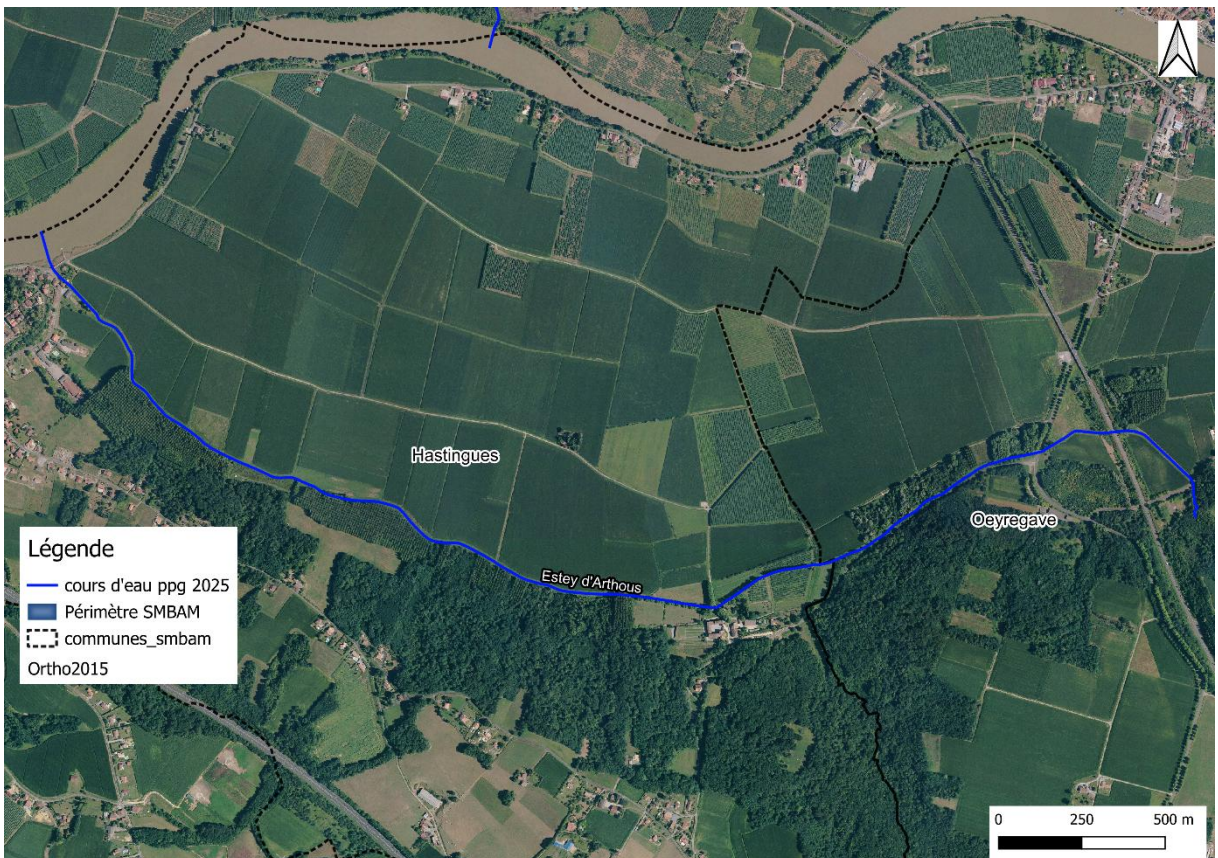 Hastingues
Oeyregave
Estey d'Arthous
Légende
cours d'eau ppg 2025
Périmètre SMBAM
communes_smbam
Ortho2015
0 250 500 m